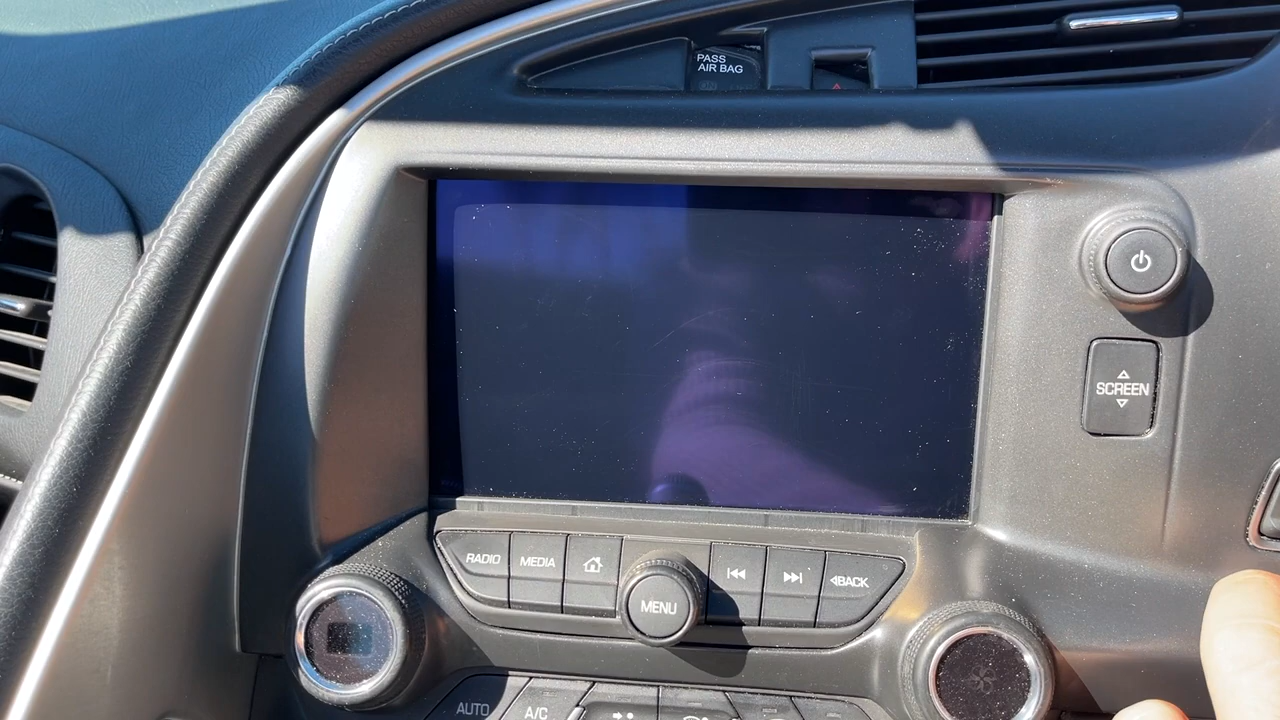 PASS
AIR BAG
SCREEN
RADIO
MEDIA
MENU
BACK
AUTO
A/C